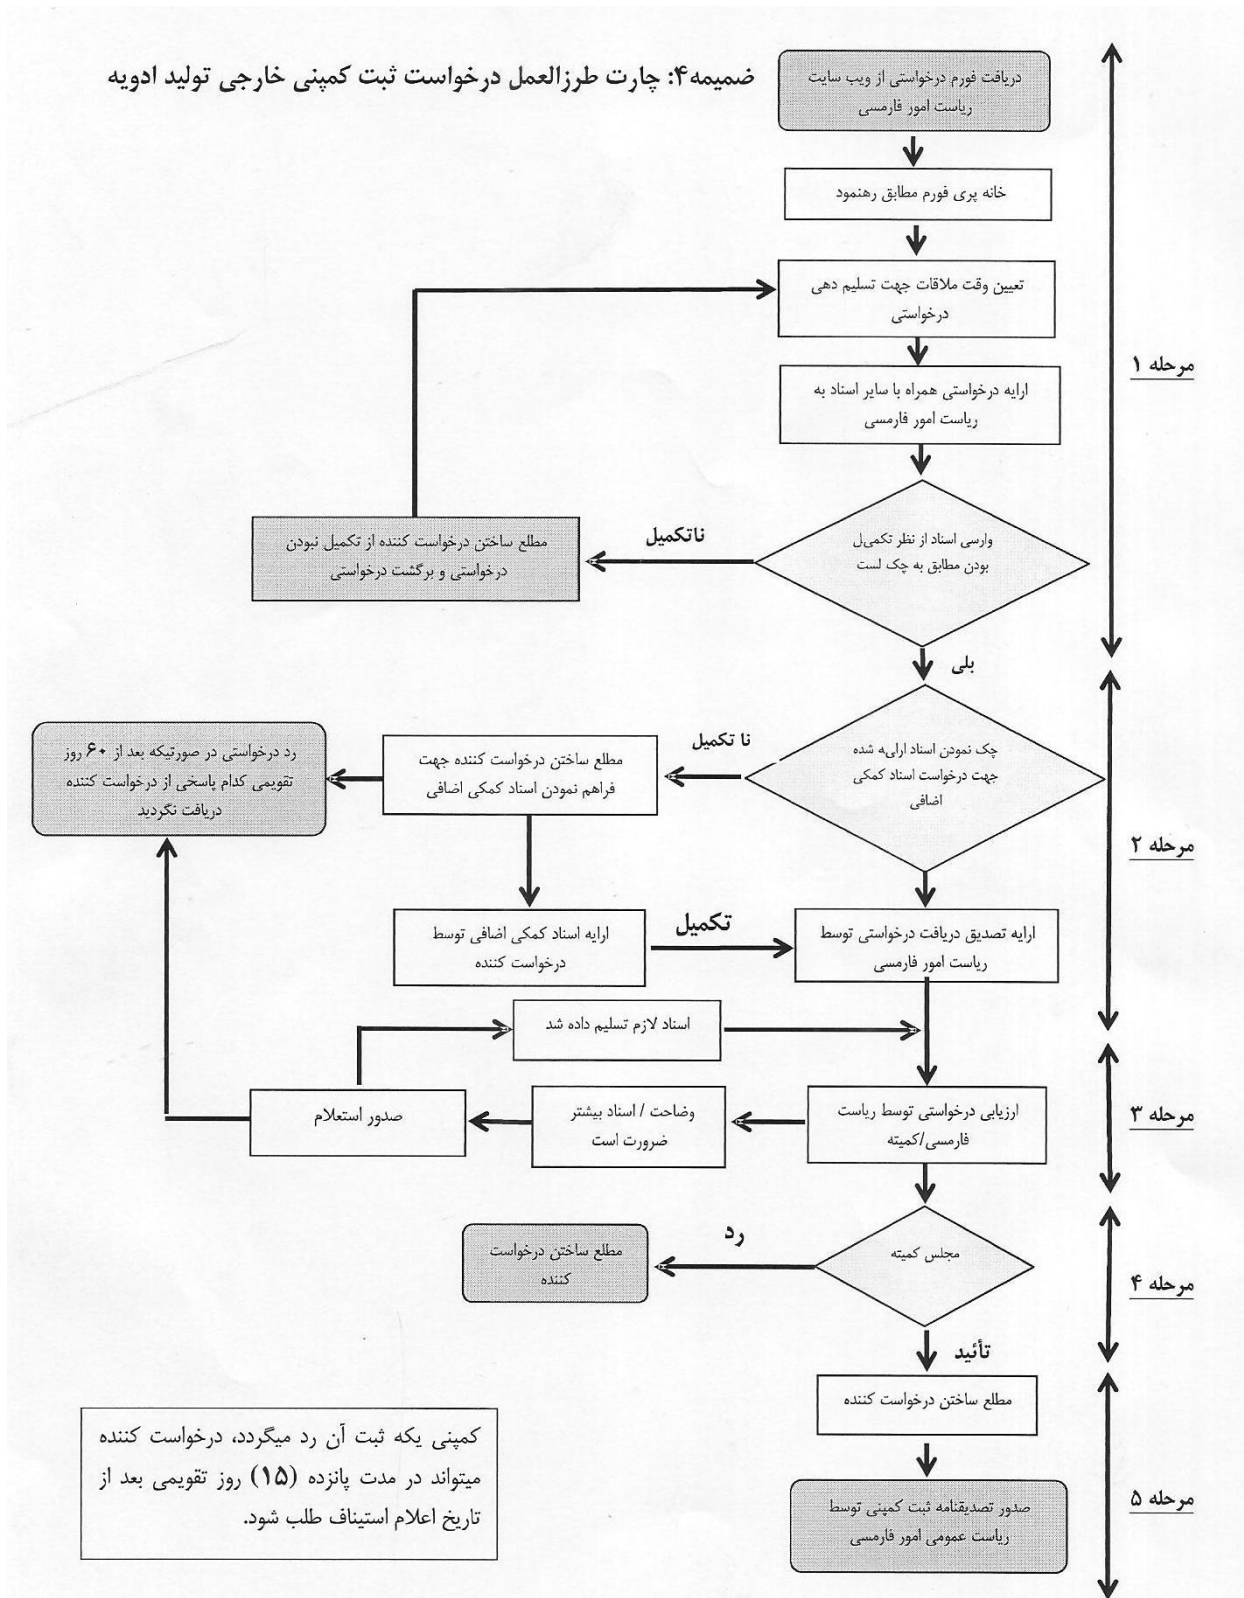 ضمیمه۴: چارت طرزالعمل درخواست ثبت کمپنی خارجی تولید ادویه
دریافت فورم درخواستی از ویب سایت
ریاست امور فارمسی
خانه پری فورم مطابق رهنمود
تعیین وقت ملاقات جهت تسلیم دهی
درخواستی
مرحله ۱
ارایه درخواستی همراه با سایر اسناد به
ریاست امور فارمسی
وارسی اسناد از نظر تکمیل
بودن مطابق به چک لست
ناتکمیل
مطلع ساختن درخواست کننده از تکمیل نبودن
درخواستی و برگشت درخواستی
بلی
چک نمودن اسناد ارایه شده
جهت درخواست اسناد کمکی
اضافی
نا تکمیل
مطلع ساختن درخواست کننده جهت
فراهم نمودن اسناد کمکی اضافی
رد درخواستی در صورتیکه بعد از ۶۰ روز
تقویمی کدام پاسخی از درخواست کننده
دریافت نگردید
مرحله ۲
ارایه تصدیق دریافت درخواستی توسط
ریاست امور فارمسی
تکمیل
ارایه اسناد کمکی اضافی توسط
درخواست کننده
اسناد لازم تسلیم داده شد
مرحله ۳
ارزیابی درخواستی توسط ریاست
فارمسی/کمیته
وضاحت / اسناد بیشتر
ضرورت است
صدور استعلام
مجلس کمیته
رد
مطلع ساختن درخواست
کننده
مرحله ۴
تأئید
مطلع ساختن درخواست کننده
مرحله ۵
صدور تصدیقنامه ثبت کمپنی توسط
ریاست عمومی امور فارمسی
کمپنی یکه ثبت آن رد میگردد، درخواست کننده
میتواند در مدت پانزده (۱۵) روز تقویمی بعد از
تاریخ اعلام استیناف طلب شود.